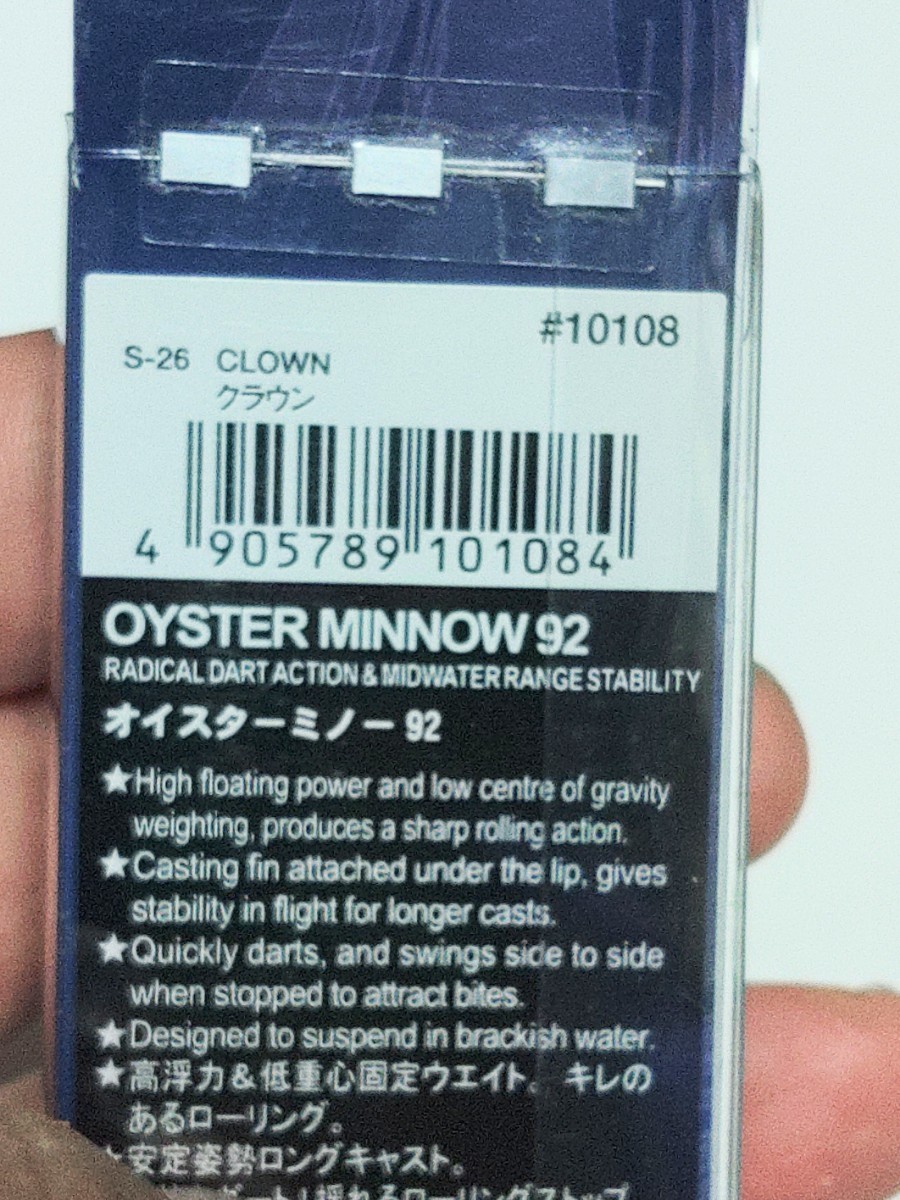 #10108
S-26 CLOWN
クラウン
4 905789 101084
OYSTER MINNOW 92
RADICAL DART ACTION & MIDWATER RANGE STABILITY
オイスターミノー 92
★High floating power and low centre of gravity
weighting, produces a sharp rolling action.
★Casting fin attached under the lip, gives
stability in flight for longer casts.
★Quickly darts, and swings side to side
when stopped to attract bites.
★Designed to suspend in brackish water.
★高浮力＆低重心固定ウエイト。 キレの
あるローリング。
★安定姿勢ロングキャスト。